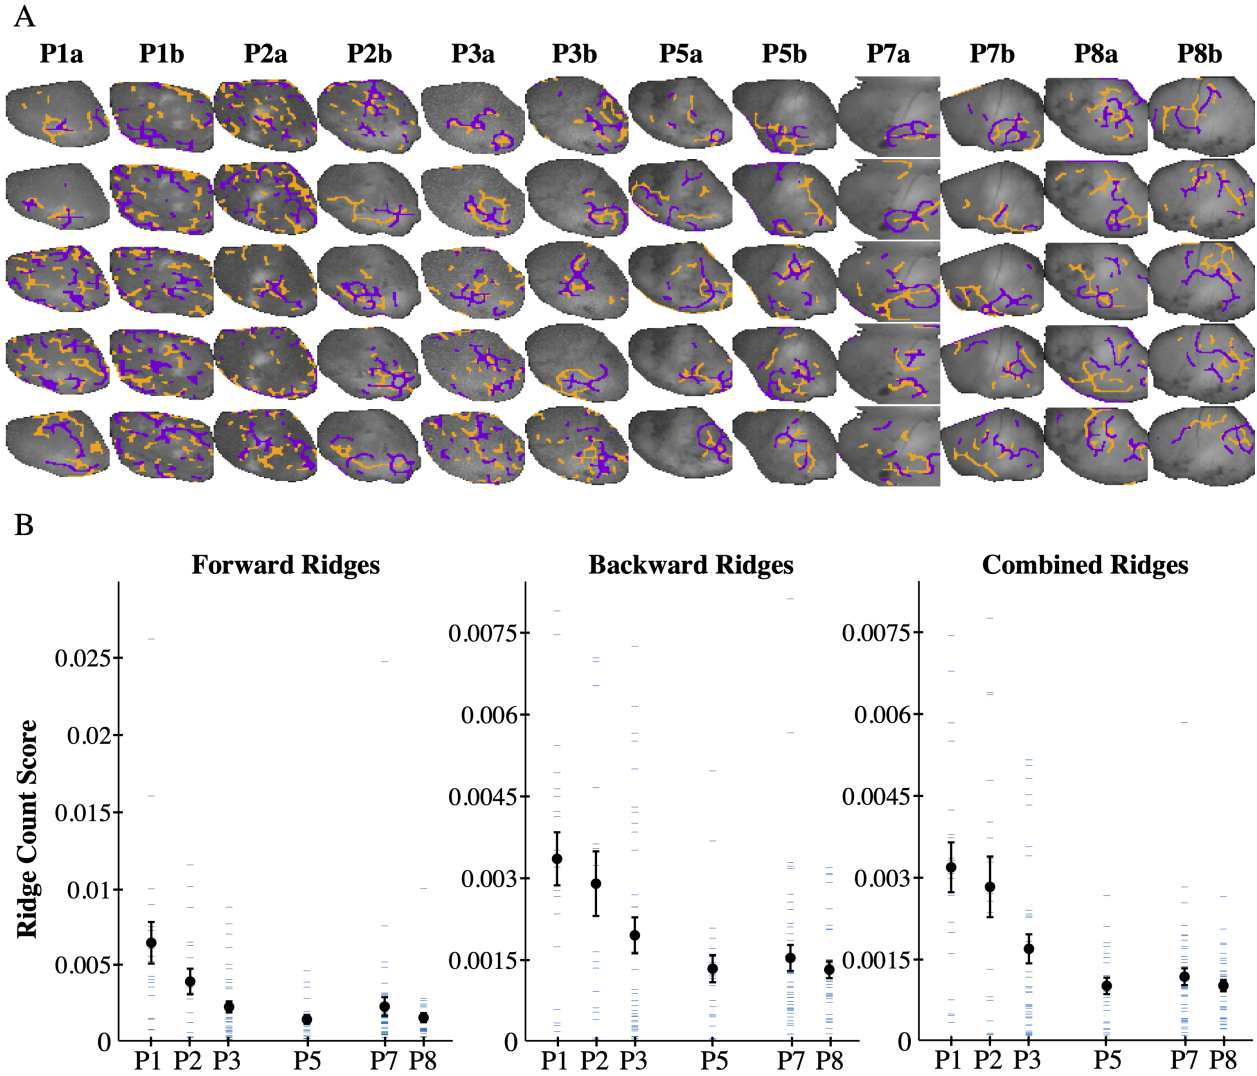 A
P1a P1b P2a P2b P3a P3b P5a P5b P7a P7b P8a P8b
B
Forward Ridges Backward Ridges Combined Ridges
Ridge Count Score
0.025
0.02
0.015
0.01
0.005
0
P1 P2 P3 P5 P7 P8
0.0075
0.006
0.0045
0.003
0.0015
0
P1 P2 P3 P5 P7 P8
0.0075
0.006
0.0045
0.003
0.0015
0
P1 P2 P3 P5 P7 P8